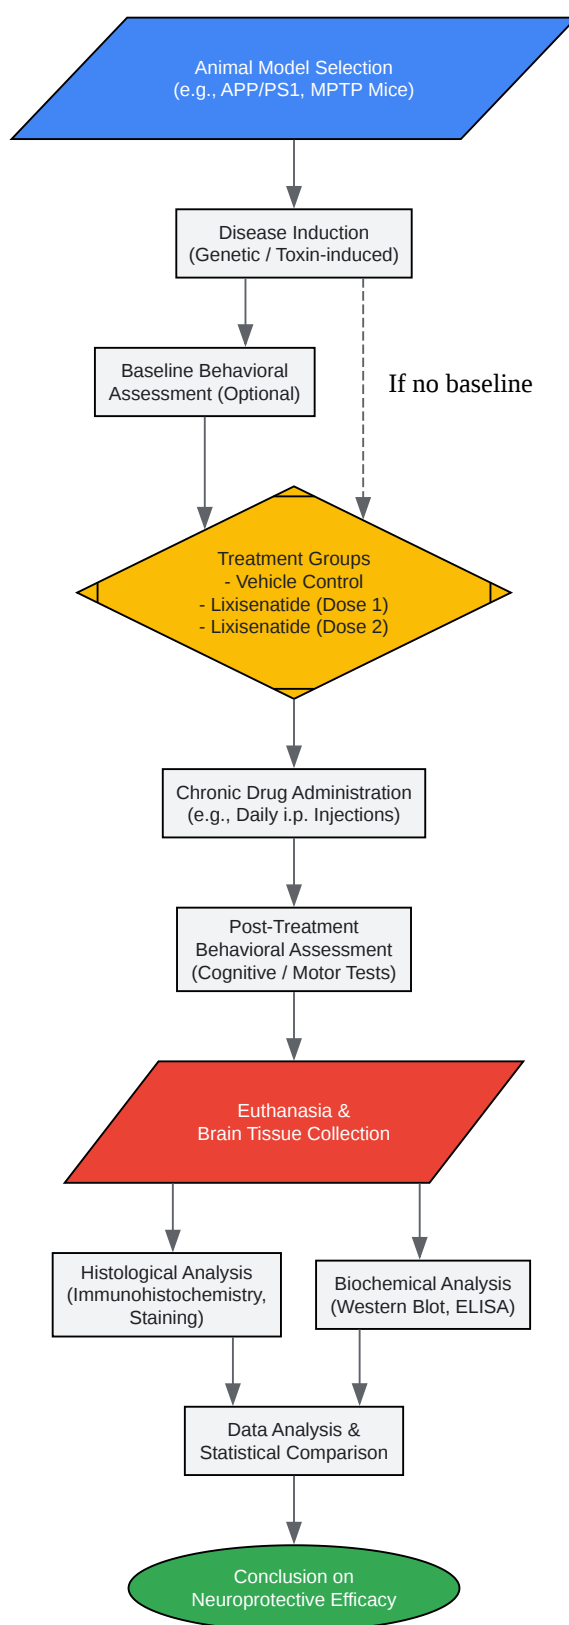 Animal Model Selection
(e.g., APP/PS1, MPTP Mice)
Disease Induction
(Genetic / Toxin-induced)
Baseline Behavioral
Assessment (Optional)
If no baseline
Treatment Groups
- Vehicle Control
- Lixisenatide (Dose 1)
- Lixisenatide (Dose 2)
Chronic Drug Administration
(e.g., Daily i.p. Injections)
Post-Treatment
Behavioral Assessment
(Cognitive / Motor Tests)
Euthanasia &
Brain Tissue Collection
Histological Analysis
(Immunohistochemistry,
Staining)
Biochemical Analysis
(Western Blot, ELISA)
Data Analysis &
Statistical Comparison
Conclusion on
Neuroprotective Efficacy